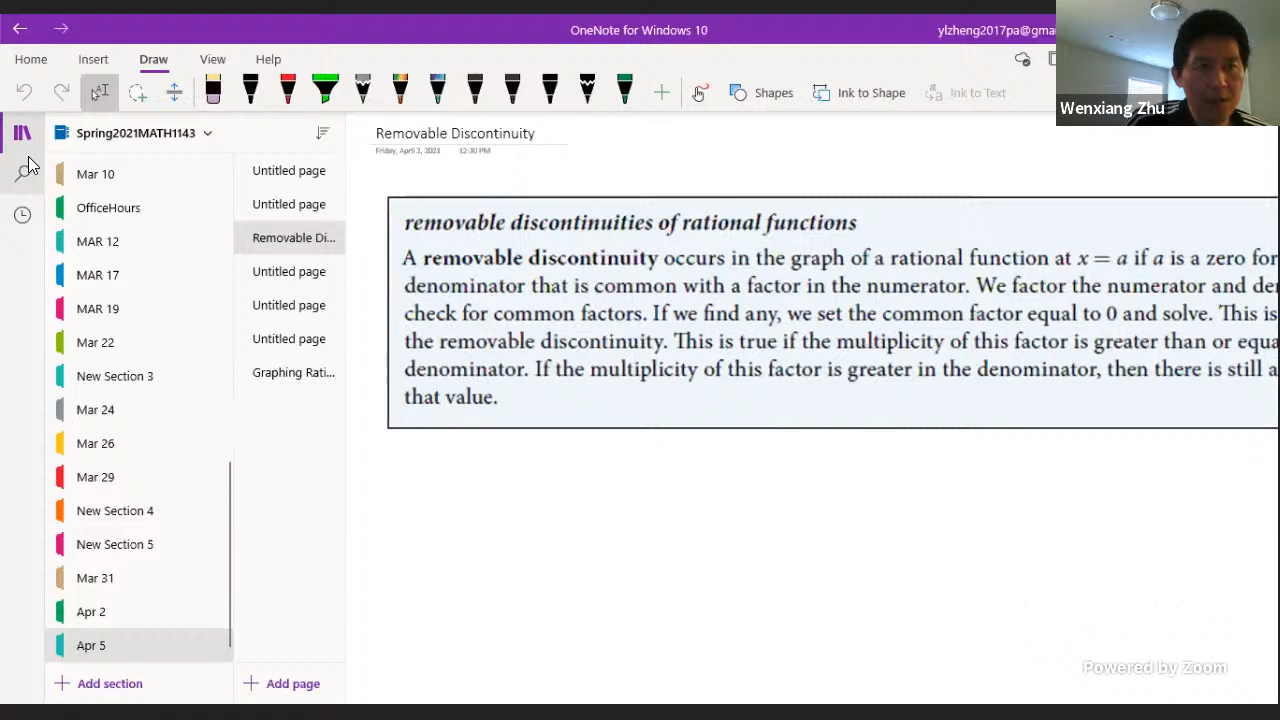 OneNote for Windows 10
ylzheng2017pa@gmai
Wenxiang Zhu
Home
Insert
Draw
View
Help
Shapes
Ink to Shape
Ink to Text
Spring2021MATH1143
Mar 10
OfficeHours
MAR 12
MAR 17
MAR 19
Mar 22
New Section 3
Mar 24
Mar 26
Mar 29
New Section 4
New Section 5
Mar 31
Apr 2
Apr 5
Add section
Untitled page
Untitled page
Removable Di...
Untitled page
Untitled page
Untitled page
Graphing Rati...
Add page
Removable Discontinuity
Friday, April 2, 2021 12:30 PM
removable discontinuities of rational functions
A removable discontinuity occurs in the graph of a rational function at x = a if a is a zero for
denominator that is common with a factor in the numerator. We factor the numerator and de
check for common factors. If we find any, we set the common factor equal to 0 and solve. This is
the removable discontinuity. This is true if the multiplicity of this factor is greater than or equa
denominator. If the multiplicity of this factor is greater in the denominator, then there is still a
that value.
Powered by Zoom